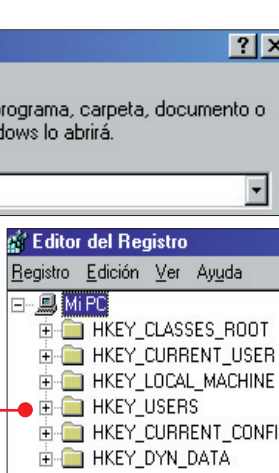 programa, carpeta, documento o
dows lo abrirá.
Editor del Registro
Registro Edición Ver Ayuda
Mi PC
HKEY_CLASSES_ROOT
HKEY_CURRENT_USER
HKEY_LOCAL_MACHINE
HKEY_USERS
HKEY_CURRENT_CONFI
HKEY_DYN_DATA